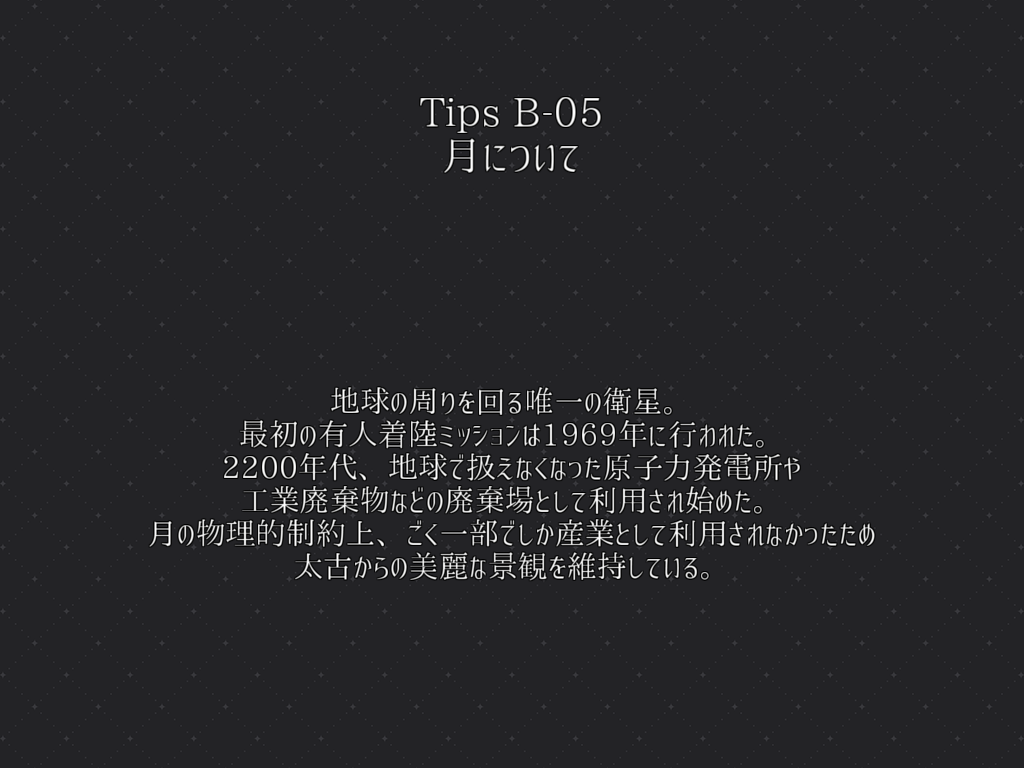 Tips B-05
月について
地球の周りを回る唯一の衛星。
最初の有人着陸ミッションは1969年に行われた。
2200年代、地球で扱えなくなった原子力発電所や
工業廃棄物などの廃棄場として利用され始めた。
月の物理的制約上、ごく一部でしか産業として利用されなかったため
太古からの美麗な景観を維持している。